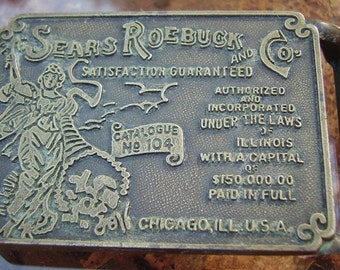 SEARS ROEBUCK AND CO
SATISFACTION GUARANTEED
AUTHORIZED
AND
INCORPORATED
UNDER THE LAWS
OF
ILLINOIS
WITH A CAPITAL
OF
$150.000 00
PAID IN FULL
CATALOGUE
No. 104
CHICAGO, ILL. U.S.A.